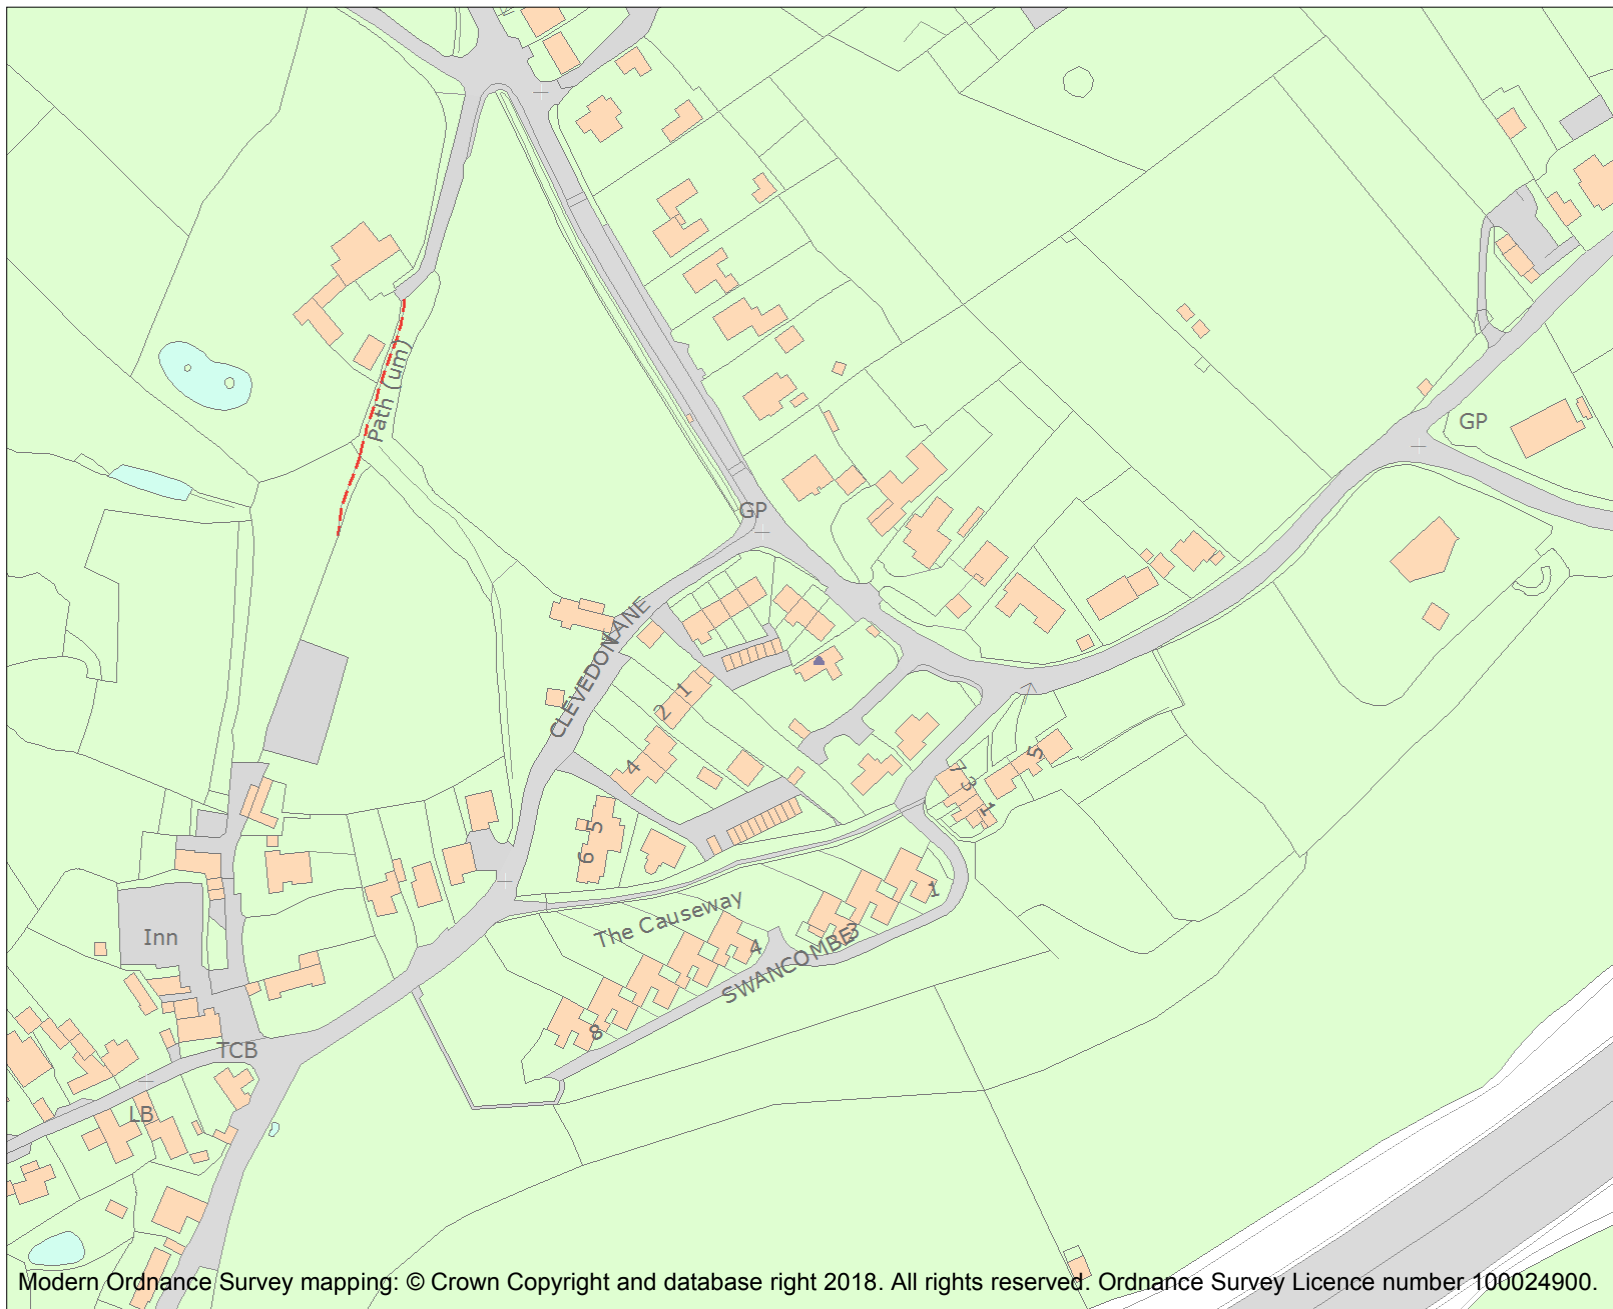 Path (um)
GP
GP
CLEVEDON LANE
1
2
4
5
6
7
3
1
5
The Causeway
1
3
4
SWANCOMBE
8
Inn
TCB
LB
Modern Ordnance Survey mapping: © Crown Copyright and database right 2018. All rights reserved. Ordnance Survey Licence number 100024900.